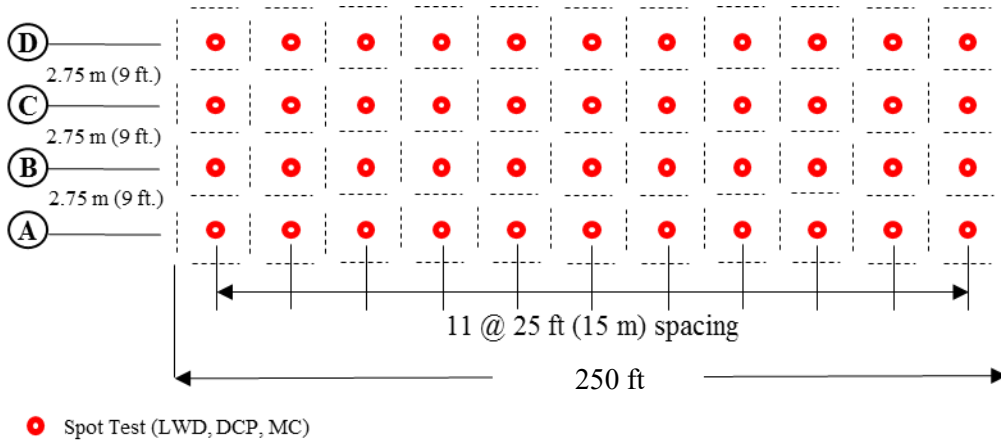 D
2.75 m (9 ft.)
C
2.75 m (9 ft.)
B
2.75 m (9 ft.)
A
11 @ 25 ft (15 m) spacing
250 ft
Spot Test (LWD, DCP, MC)